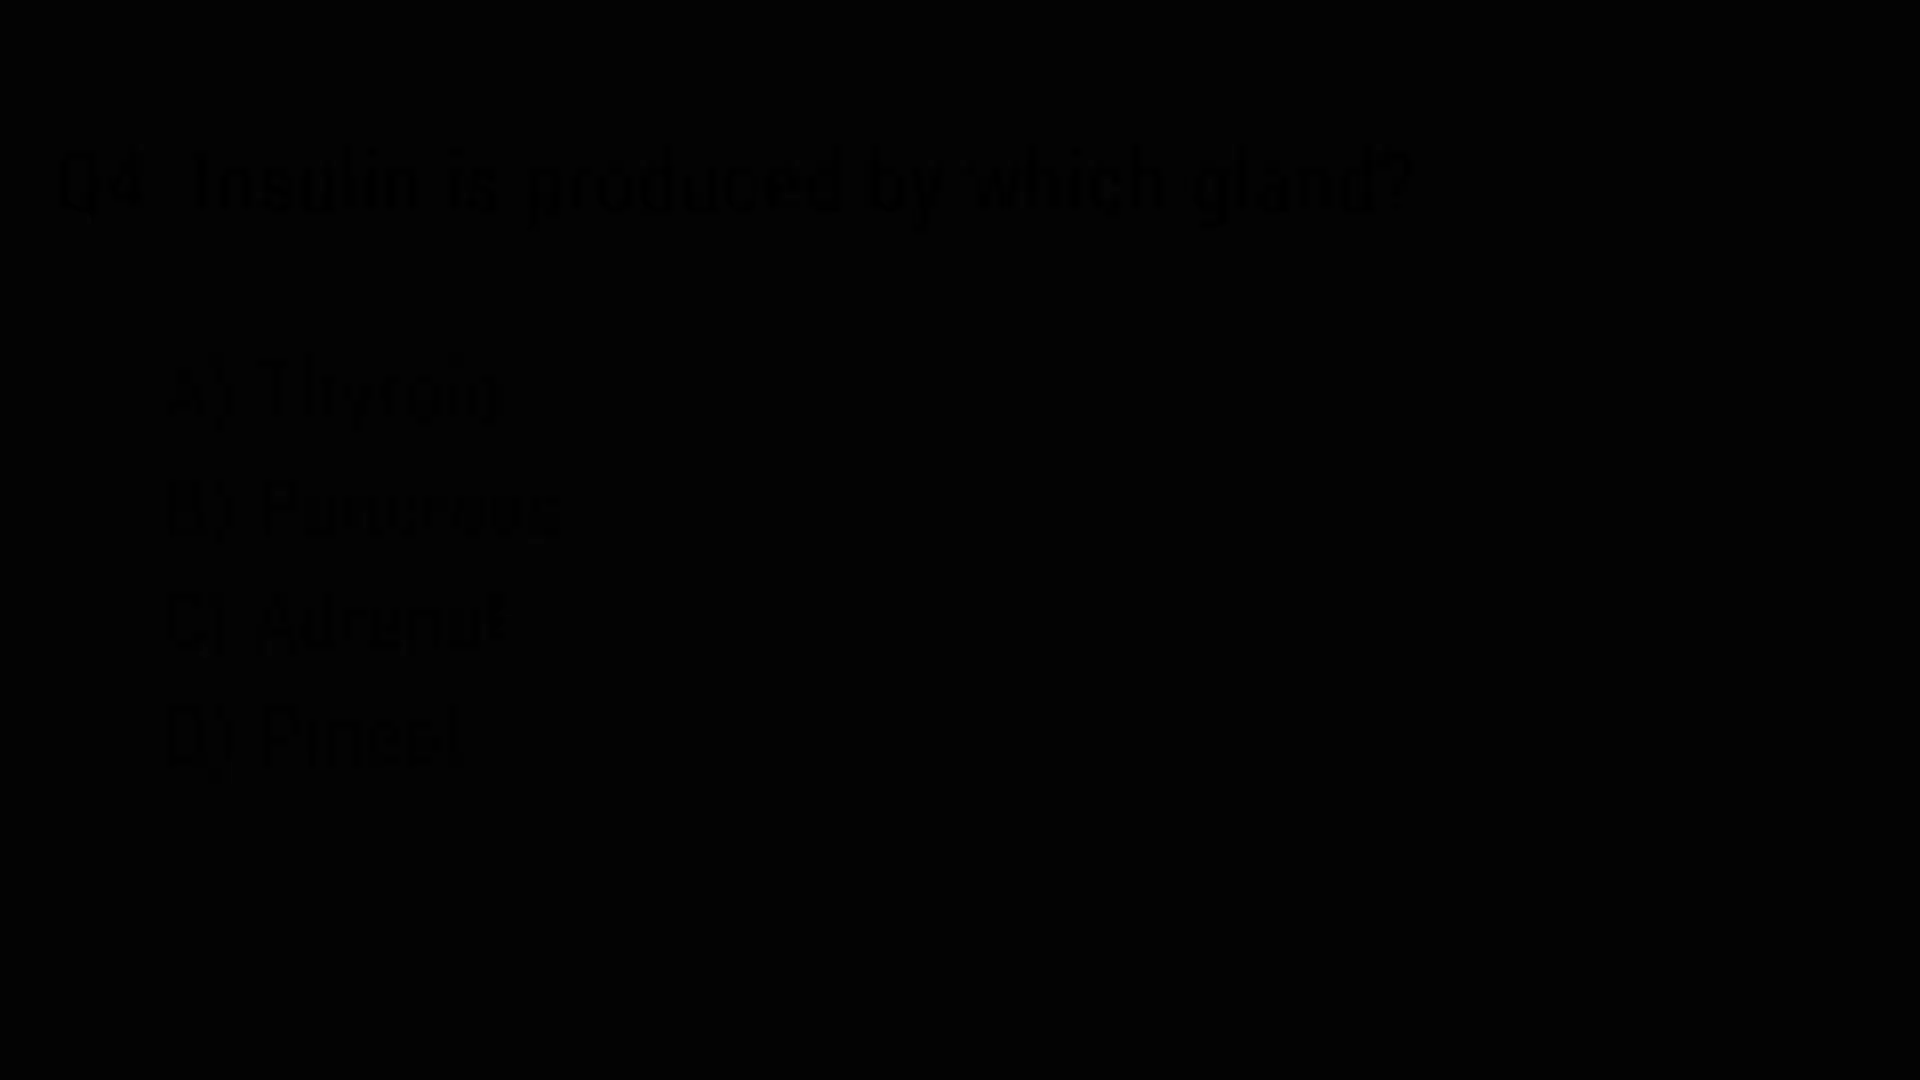 Q4. Insulin is produced by which gland?
A) Thyroid
B) Pancreas
C) Adrenal
D) Pineal